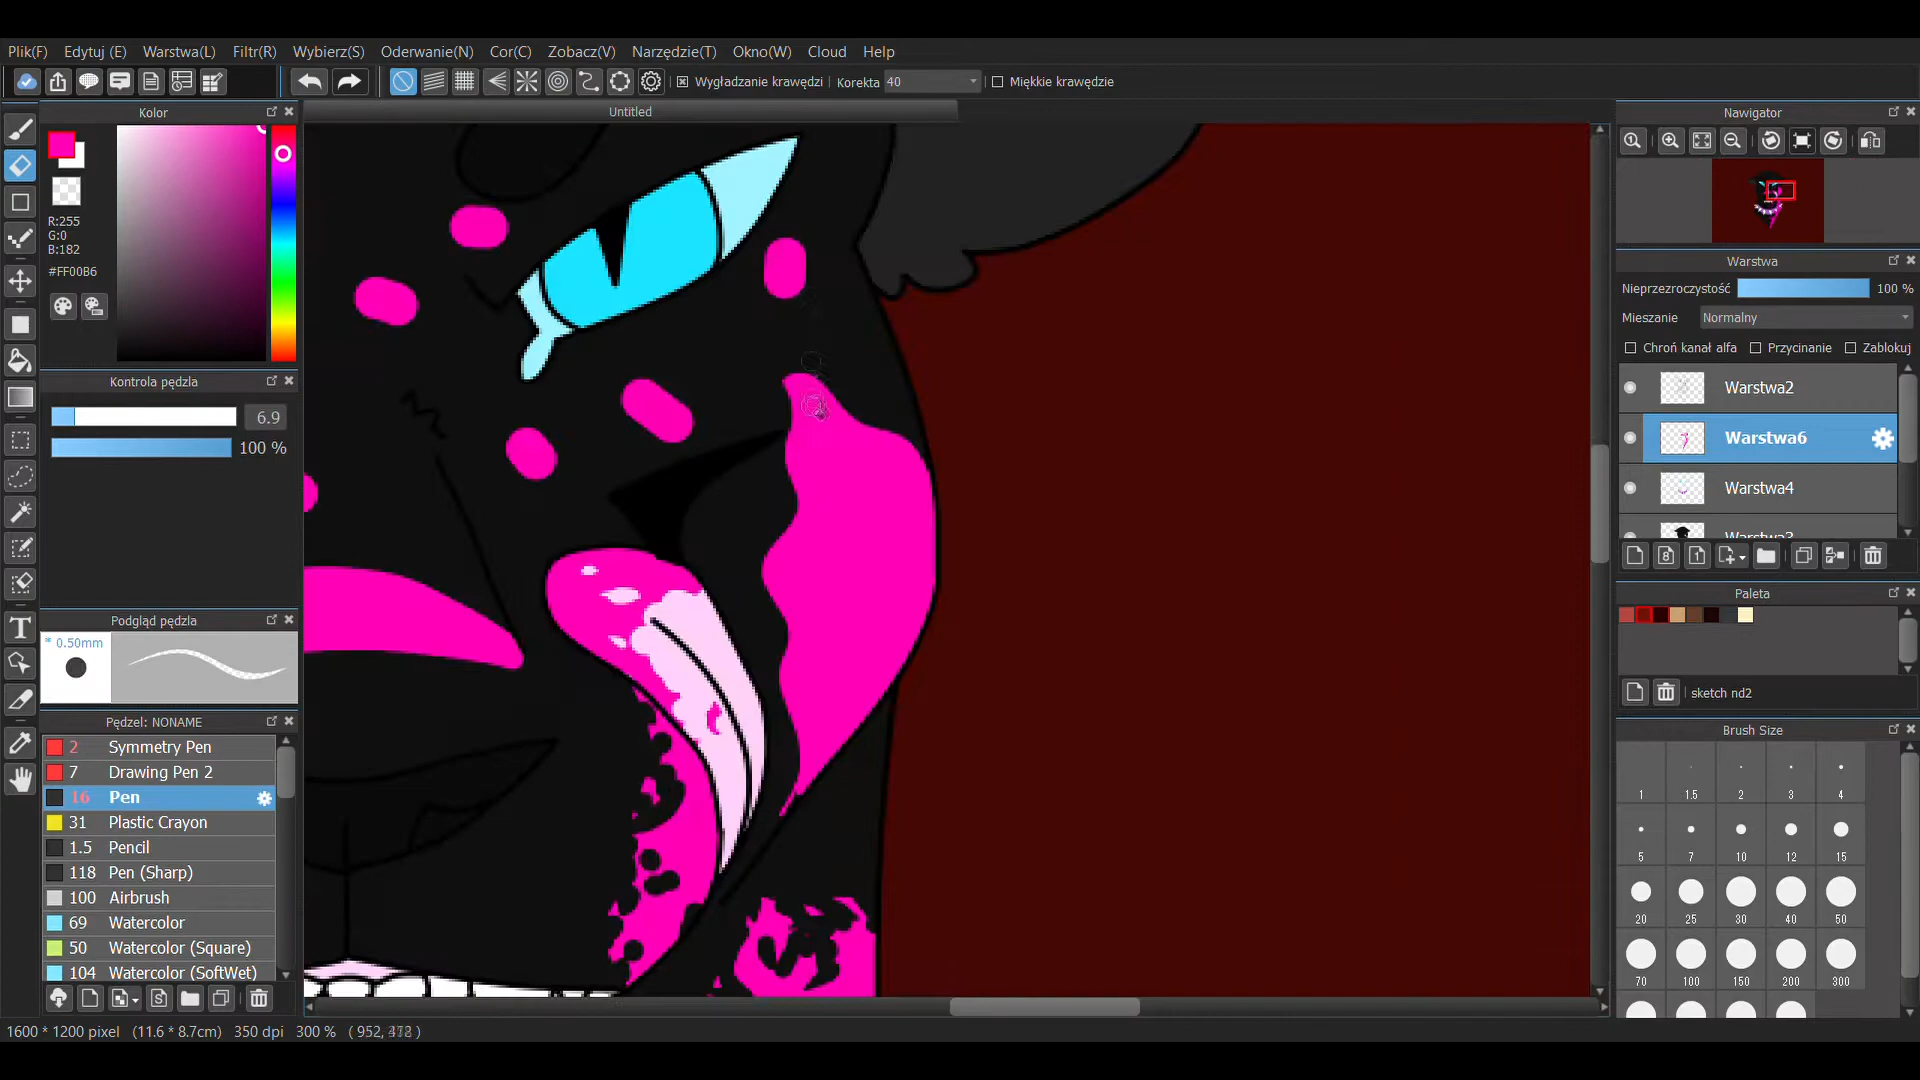 Plik(F) Edytuj (E) Warstwa(L) Filtr(R) Wybierz(S) Oderwanie(N) Cor(C) Zobacz(V) Narzędzie(T) Okno(W) Cloud Help
Wygładzanie krawędzi Korekta 40 Miękkie krawędzie
Kolor
Untitled
Nawigator
R:255
G:0
B:182
#FF00B6
Warstwa
Nieprzezroczystość 100 %
Mieszanie Normalny
Chroń kanał alfa Przycinanie Zablokuj
Kontrola pędzla
6.9
100 %
Warstwa2
Warstwa6
Warstwa4
Warstwa3
Paleta
sketch nd2
Podgląd pędzla
* 0.50mm
Pędzel: NONAME
2 Symmetry Pen
7 Drawing Pen 2
16 Pen
31 Plastic Crayon
1.5 Pencil
118 Pen (Sharp)
100 Airbrush
69 Watercolor
50 Watercolor (Square)
104 Watercolor (SoftWet)
Brush Size
1 1.5 2 3 4
5 7 10 12 15
20 25 30 40 50
70 100 150 200 300
1600 * 1200 pixel (11.6 * 8.7cm) 350 dpi 300 % ( 952, )